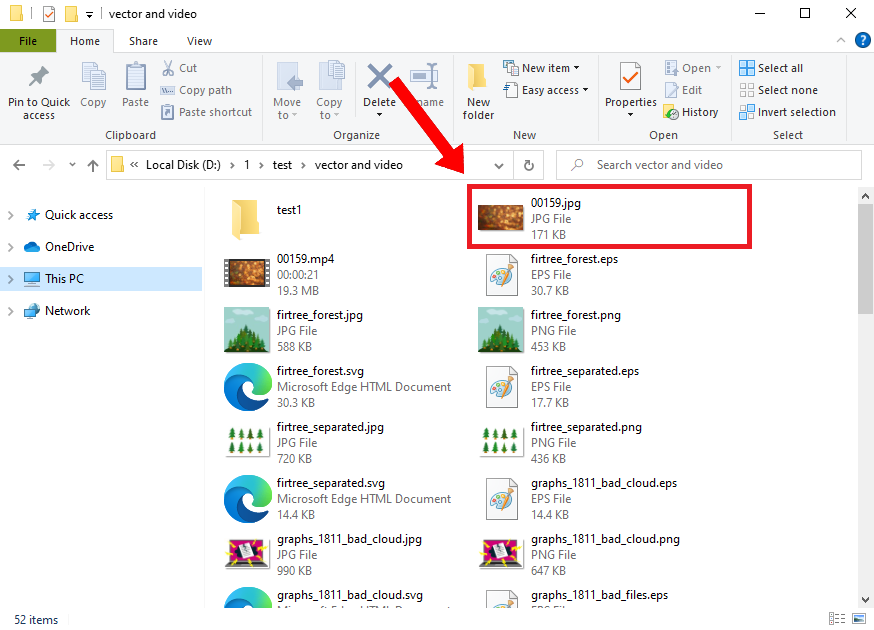 vector and video
File Home Share View
Pin to Quick access
Copy
Paste
Cut
Copy path
Paste shortcut
Clipboard
Move to
Copy to
Delete
Organize
New folder
New item
Easy access
New
Properties
Open
Edit
History
Open
Select all
Select none
Invert selection
Select
« Local Disk (D:) > 1 > test > vector and video
Search vector and video
Quick access
OneDrive
This PC
Network
test1
00159.jpg
JPG File
171 KB
00159.mp4
00:00:21
19.3 MB
firtree_forest.eps
EPS File
30.7 KB
firtree_forest.jpg
JPG File
588 KB
firtree_forest.png
PNG File
453 KB
firtree_forest.svg
Microsoft Edge HTML Document
30.3 KB
firtree_separated.eps
EPS File
17.7 KB
firtree_separated.jpg
JPG File
720 KB
firtree_separated.png
PNG File
436 KB
firtree_separated.svg
Microsoft Edge HTML Document
14.4 KB
graphs_1811_bad_cloud.eps
EPS File
14.4 KB
graphs_1811_bad_cloud.jpg
JPG File
990 KB
graphs_1811_bad_cloud.png
PNG File
647 KB
graphs_1811_bad_cloud.svg
graphs_1811_bad_files.eps
52 items